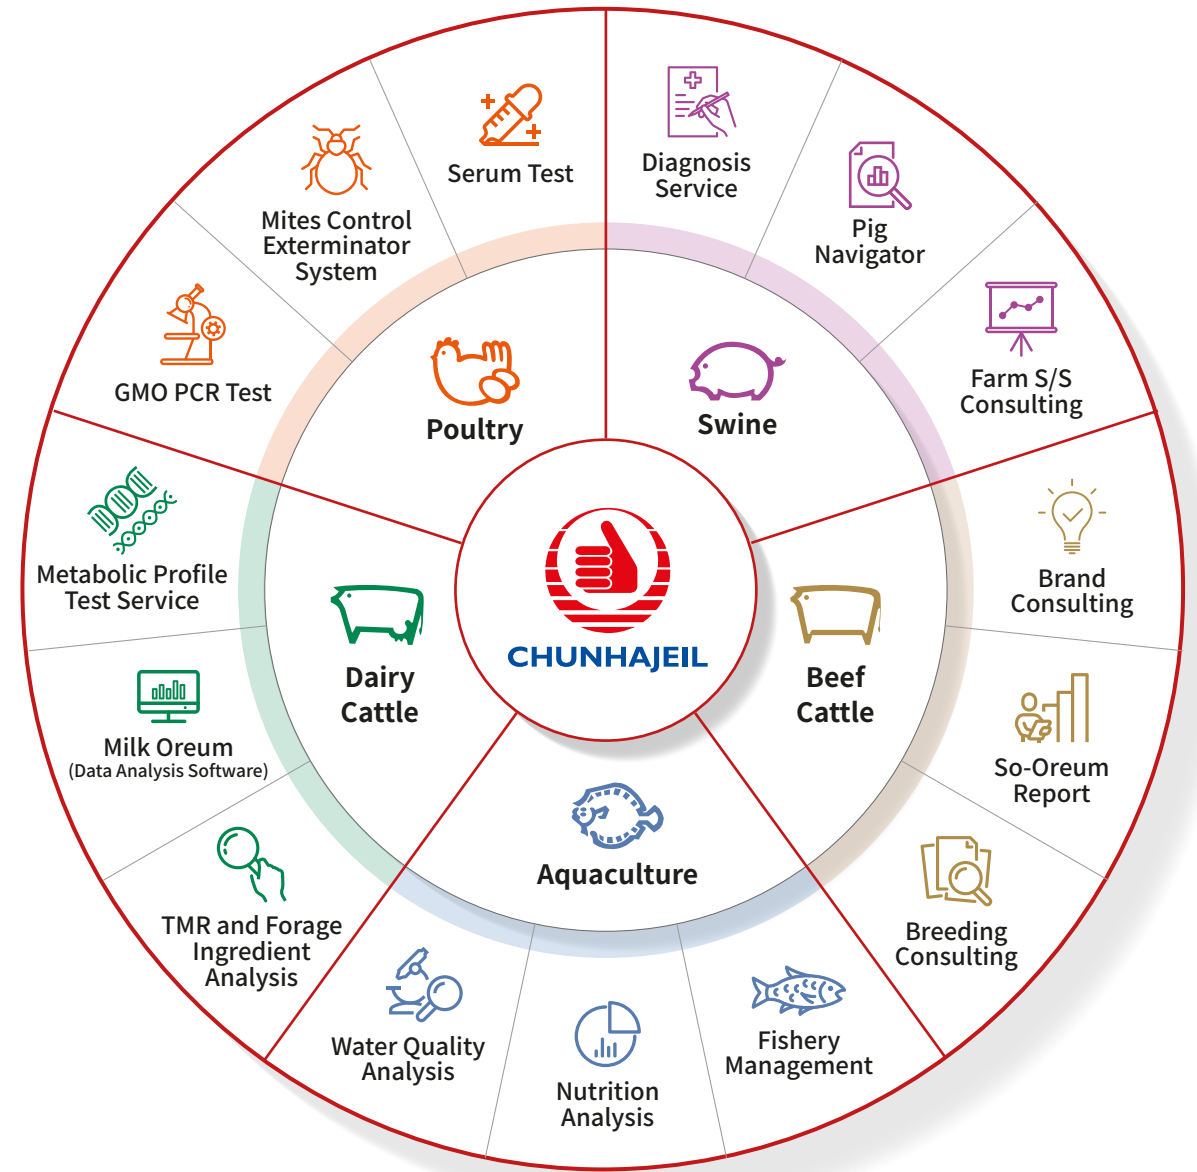 Serum Test
Diagnosis
Service
Mites Control
Exterminator
System
Pig
Navigator
GMO PCR Test
Farm S/S
Consulting
Poultry
Swine
Metabolic Profile
Test Service
Brand
Consulting
CHUNHAJEIL
Dairy
Cattle
Beef
Cattle
Milk Oreum
(Data Analysis Software)
So-Oreum
Report
Aquaculture
TMR and Forage
Ingredient
Analysis
Breeding
Consulting
Water Quality
Analysis
Nutrition
Analysis
Fishery
Management